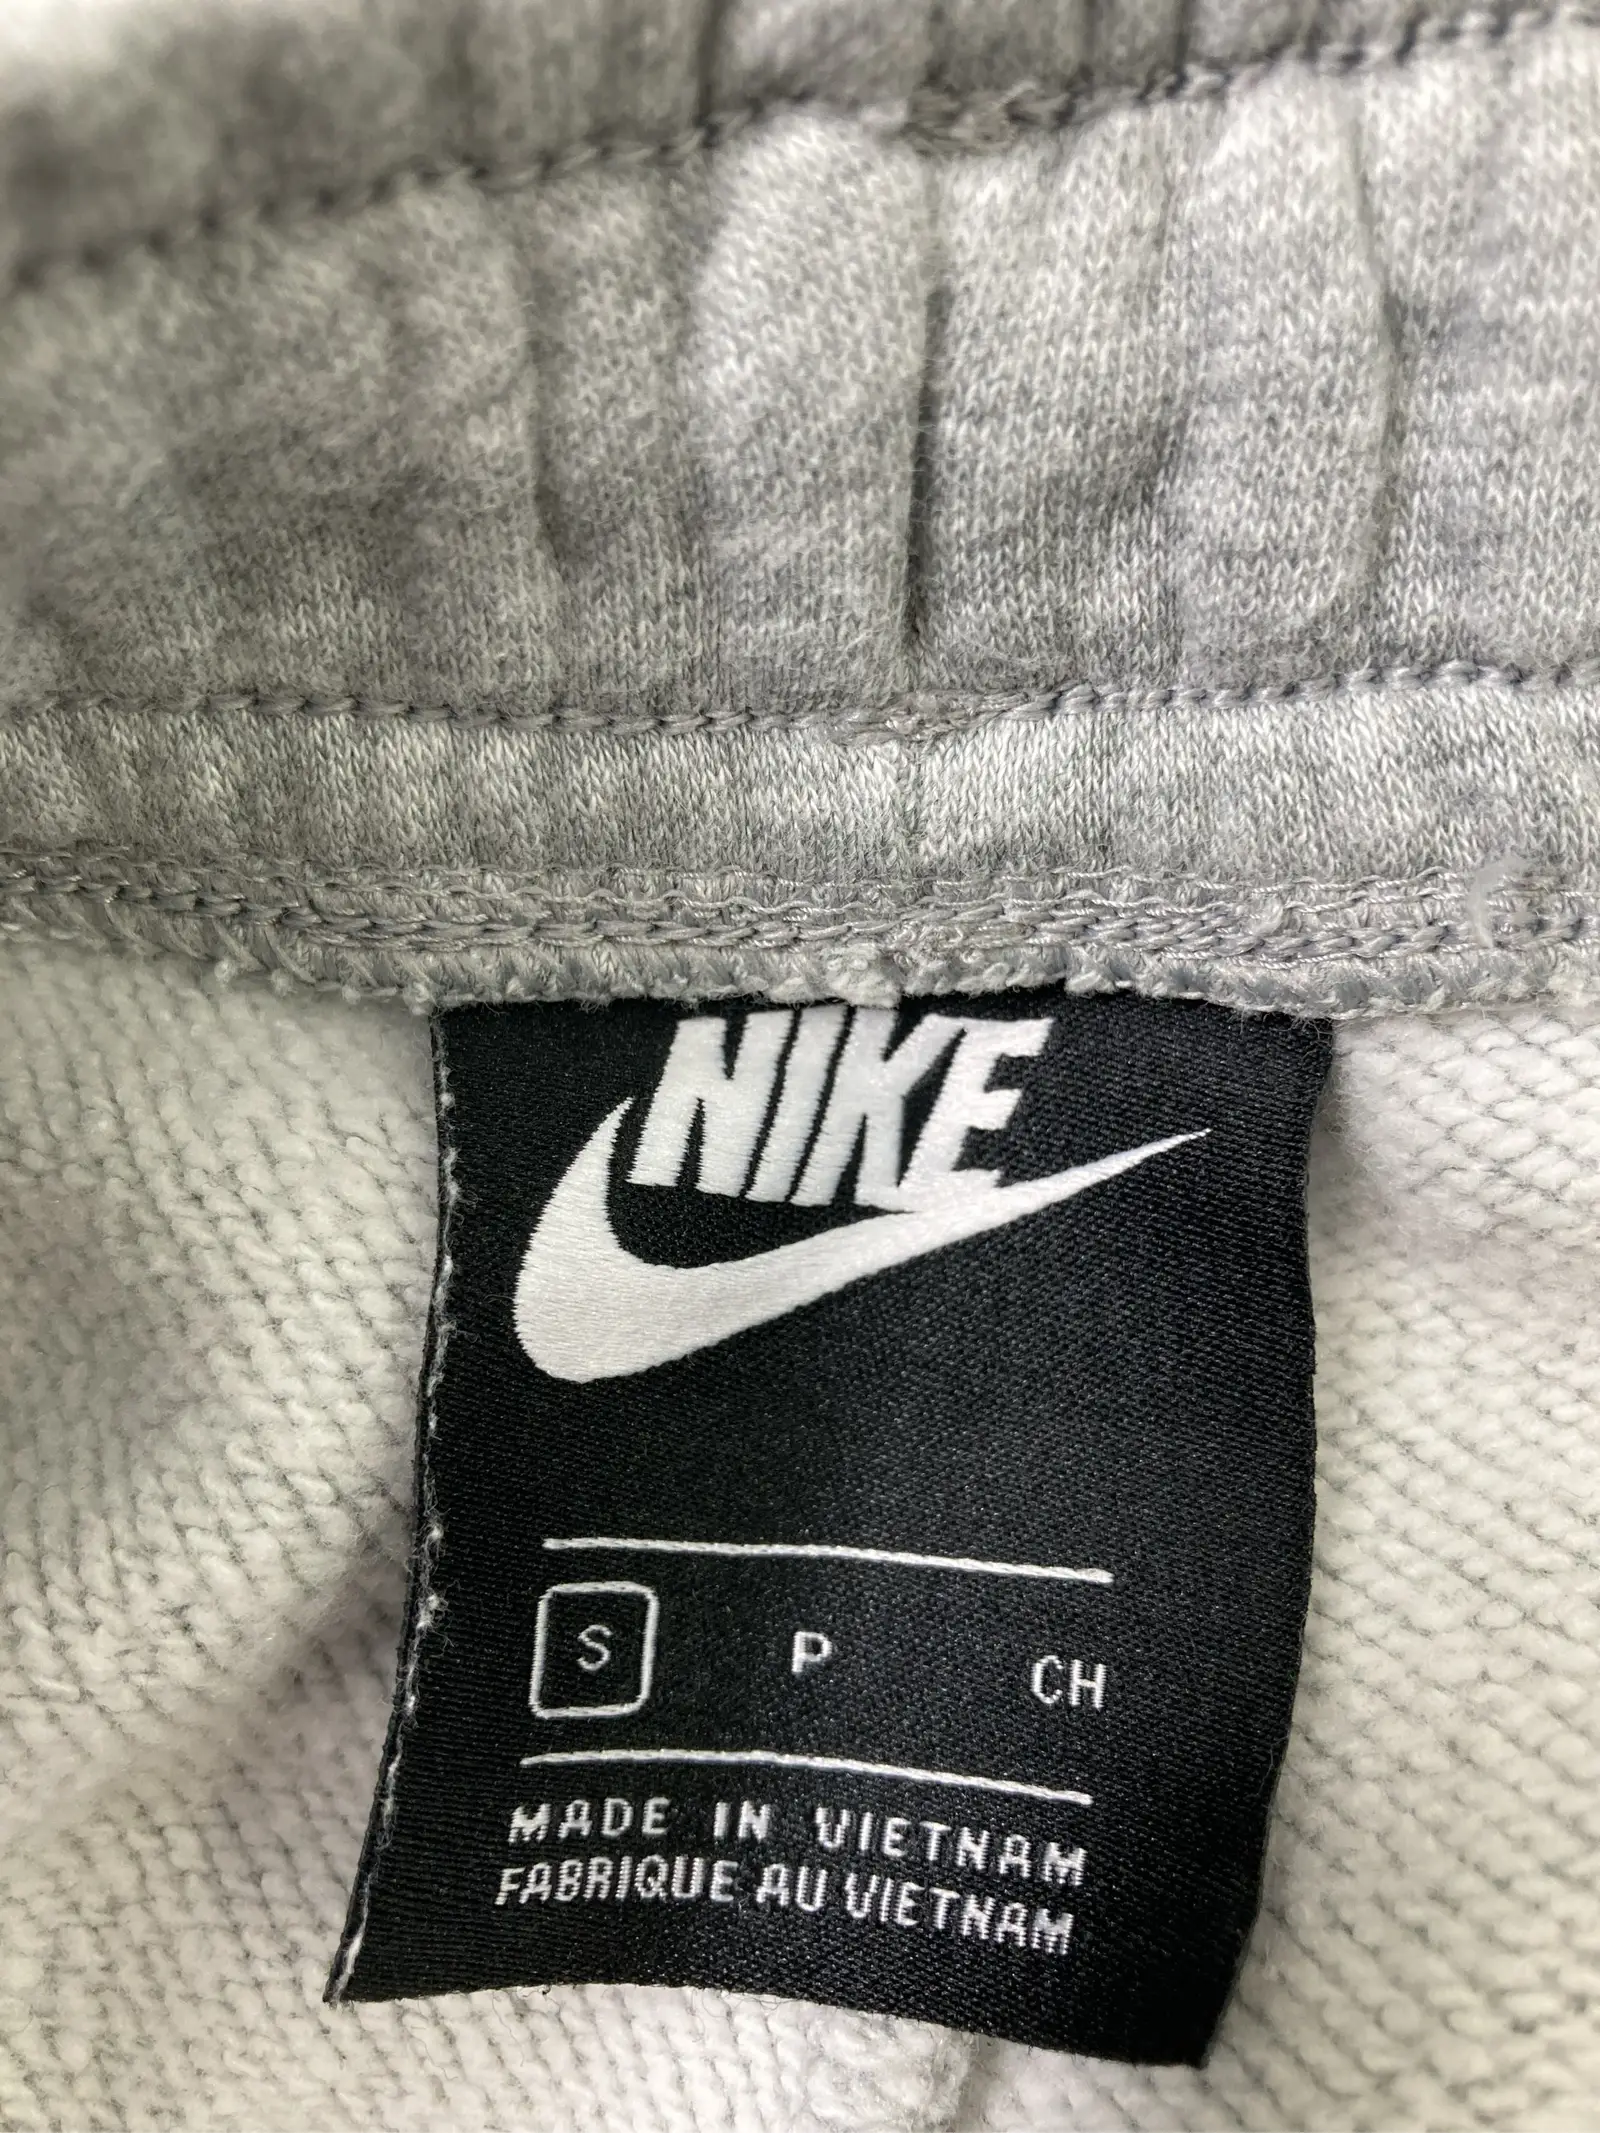 NIKE
S P CH
MADE IN VIETNAM
FABRIQUE AU VIETNAM